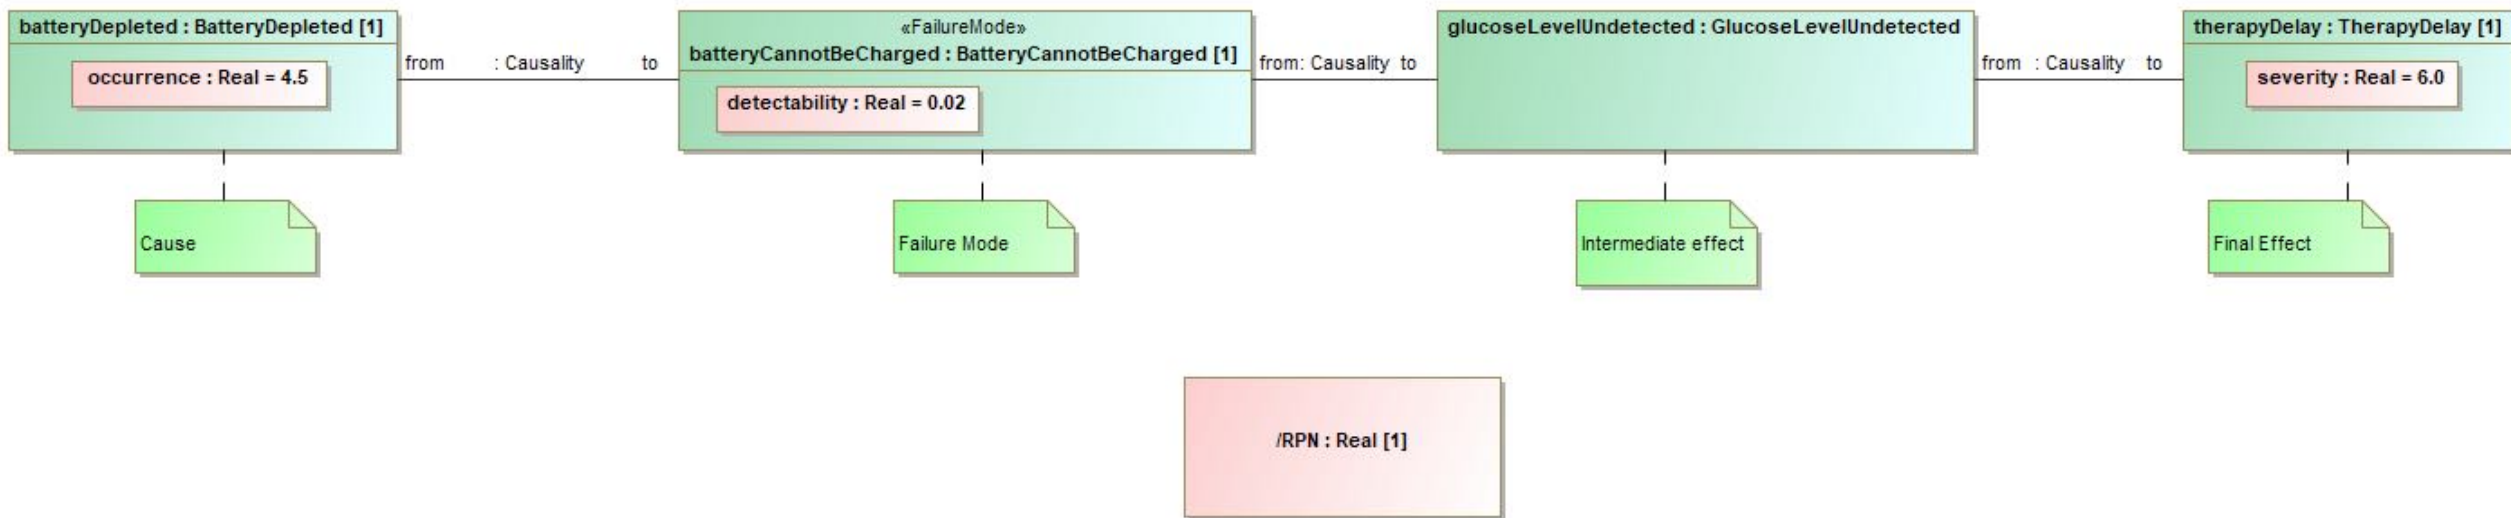 batteryDepleted : BatteryDepleted [1]
occurrence : Real = 4.5
from : Causality to
«FailureMode»
batteryCannotBeCharged : BatteryCannotBeCharged [1]
detectability : Real = 0.02
from: Causality to
glucoseLevelUndetected : GlucoseLevelUndetected
from : Causality to
therapyDelay : TherapyDelay [1]
severity : Real = 6.0
Cause
Failure Mode
Intermediate effect
Final Effect
/RPN : Real [1]